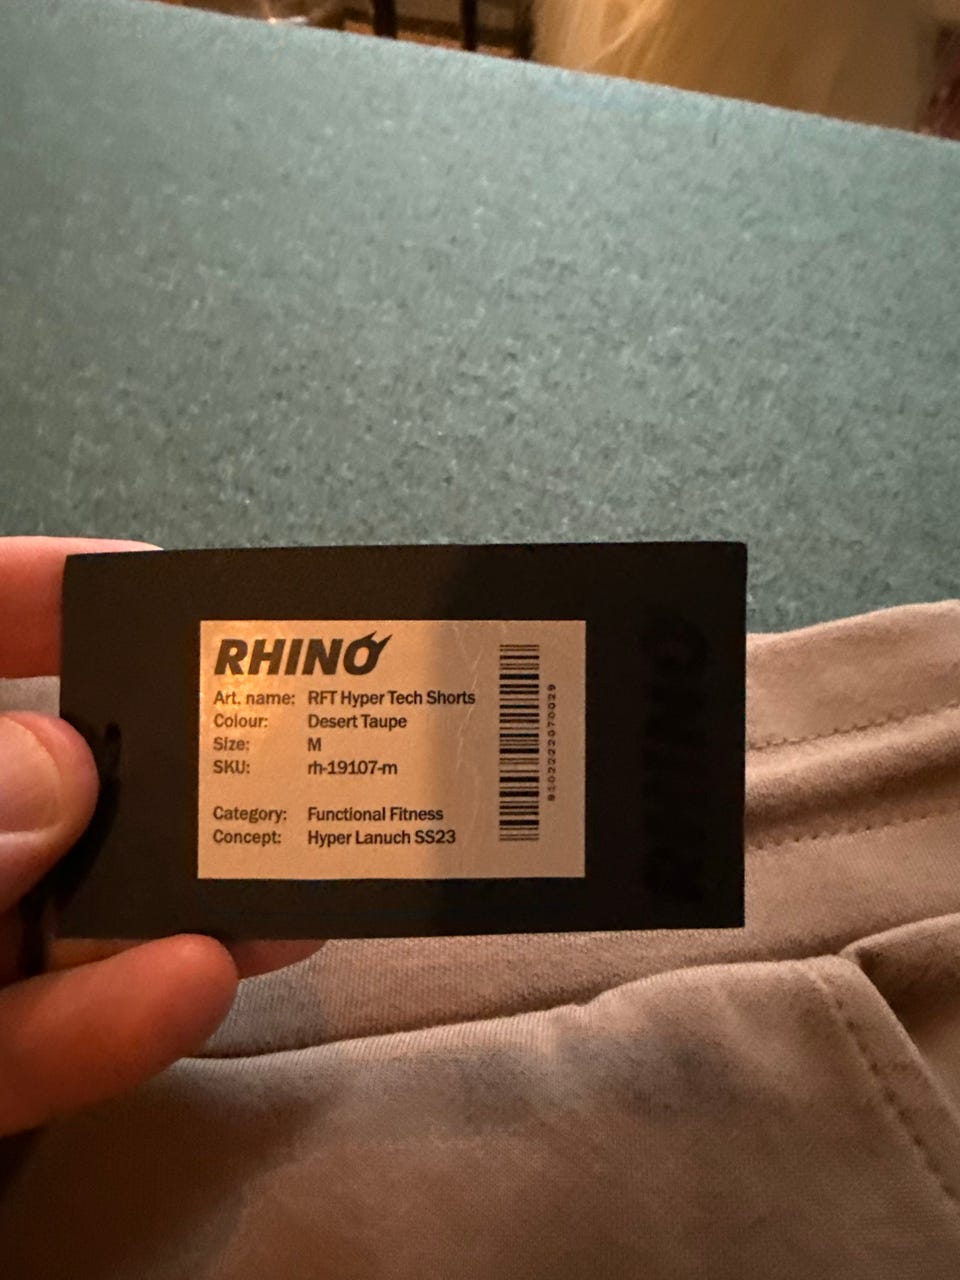 RHINO
Art. name: RFT Hyper Tech Shorts
Colour: Desert Taupe
Size: M
SKU: rh-19107-m
Category: Functional Fitness
Concept: Hyper Lanuch SS23
RHINO